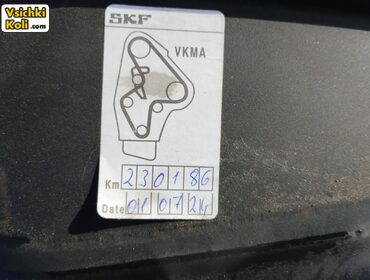 Vsichki
Koli .com
SKF
VKMA
Km 230186
Date 01 07 24